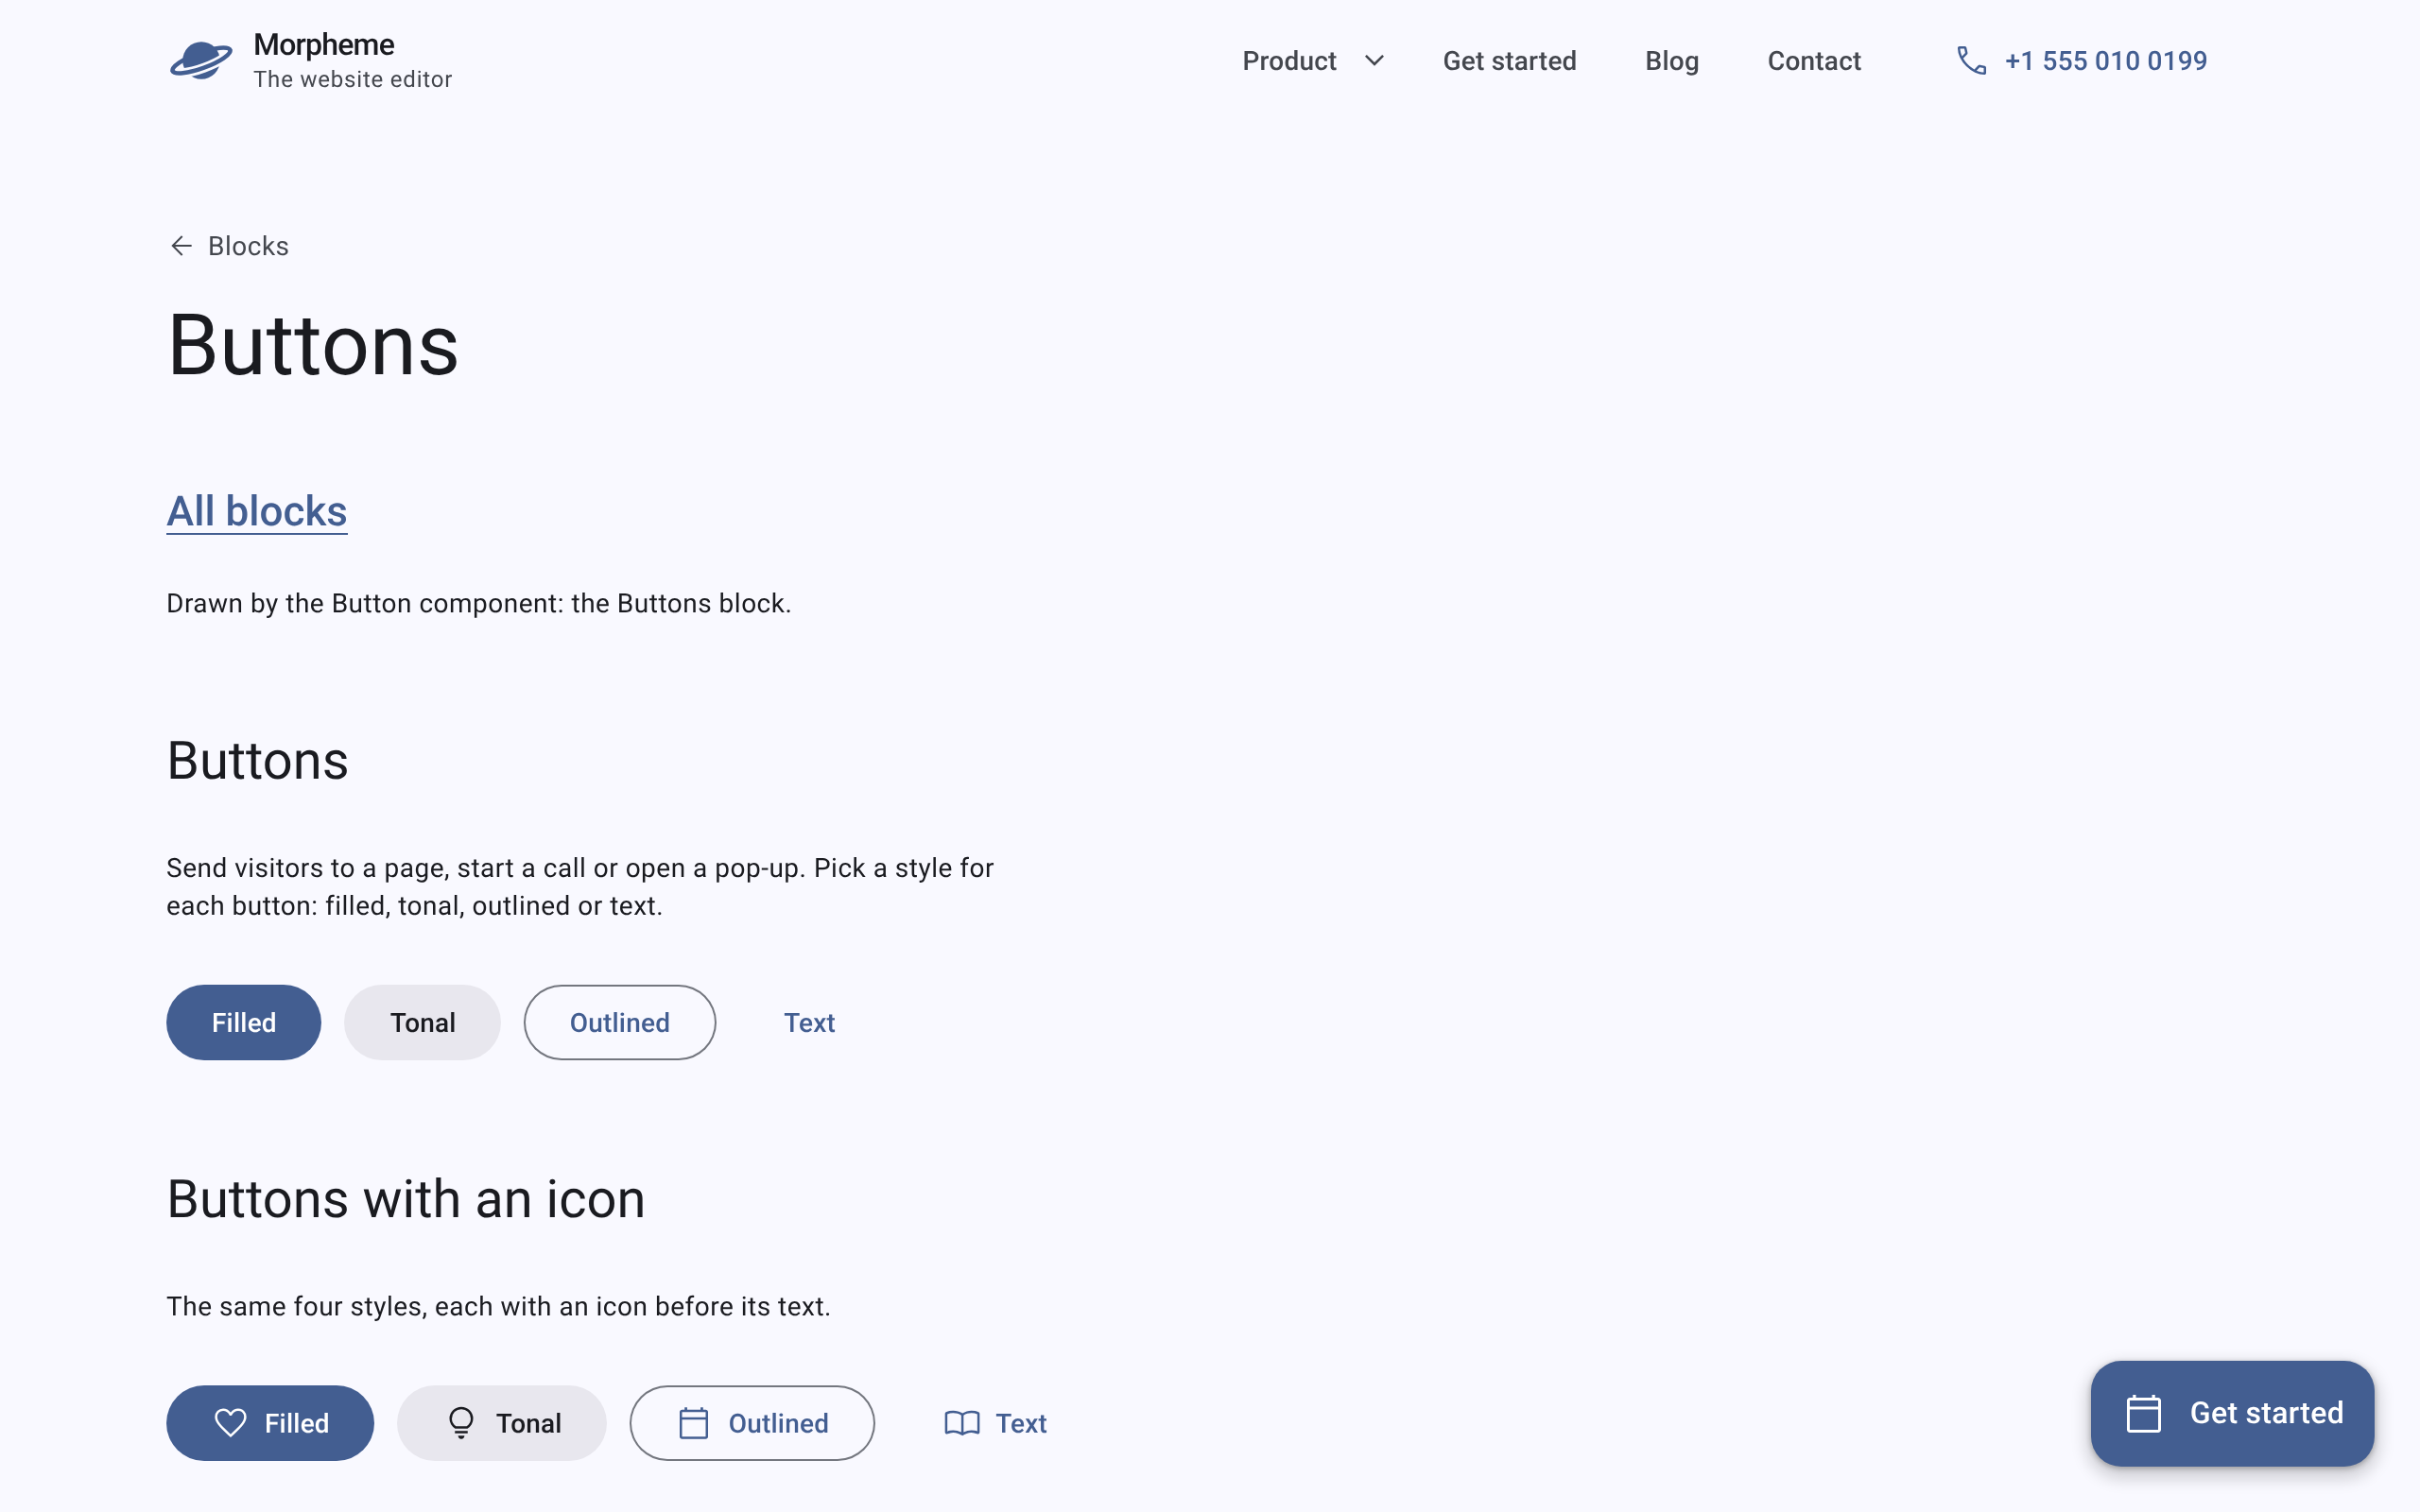 Morpheme
The website editor
Product
Get started
Blog
Contact
+1 555 010 0199
Blocks
Buttons
All blocks
Drawn by the Button component: the Buttons block.
Buttons
Send visitors to a page, start a call or open a pop-up. Pick a style for
each button: filled, tonal, outlined or text.
Filled
Tonal
Outlined
Text
Buttons with an icon
The same four styles, each with an icon before its text.
Filled
Tonal
Outlined
Text
Get started